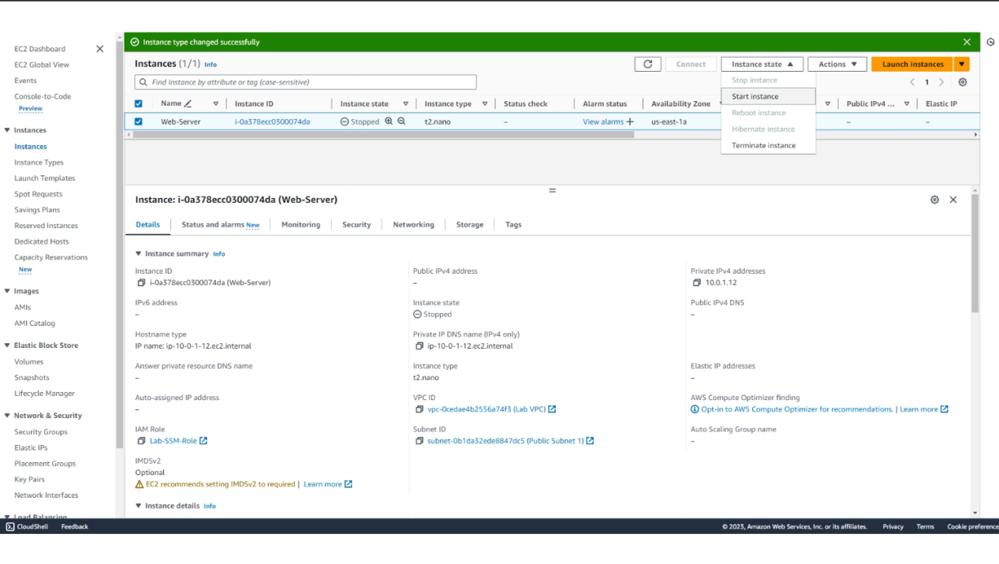 Instance type changed successfully
EC2 Dashboard
EC2 Global View
Events
Console-to-Code
Preview
Instances
Instances
Instance Types
Launch Templates
Spot Requests
Savings Plans
Reserved Instances
Dedicated Hosts
Capacity Reservations
New
Images
AMIs
AMI Catalog
Elastic Block Store
Volumes
Snapshots
Lifecycle Manager
Network & Security
Security Groups
Elastic IPs
Placement Groups
Key Pairs
Network Interfaces
Load Balancing
Instances (1/1) Info
Connect
Instance state
Actions
Launch instances
Find Instance by attribute or tag (case-sensitive)
1
Stop instance
Start instance
Reboot instance
Hibernate instance
Terminate instance
Name Instance ID Instance state Instance type Status check Alarm status Availability Zone Public IPv4 ... Elastic IP
Web-Server i-0a378ecc0300074da Stopped t2.nano – View alarms + us-east-1a – –
Instance: i-0a378ecc0300074da (Web-Server)
Details Status and alarms New Monitoring Security Networking Storage Tags
Instance summary Info
Instance ID
i-0a378ecc0300074da (Web-Server)
Public IPv4 address
–
Private IPv4 addresses
10.0.1.12
IPv6 address
–
Instance state
Stopped
Public IPv4 DNS
–
Hostname type
IP name: ip-10-0-1-12.ec2.internal
Private IP DNS name (IPv4 only)
ip-10-0-1-12.ec2.internal
Answer private resource DNS name
–
Instance type
t2.nano
Elastic IP addresses
–
Auto-assigned IP address
–
VPC ID
vpc-0cedae4b2556a74f3 (Lab VPC)
AWS Compute Optimizer finding
Opt-in to AWS Compute Optimizer for recommendations. | Learn more
IAM Role
Lab-SSM-Role
Subnet ID
subnet-0b1da32ede8847dc5 (Public Subnet 1)
Auto Scaling Group name
–
IMDSv2
Optional
EC2 recommends setting IMDSv2 to required | Learn more
Instance details Info
CloudShell Feedback
© 2023, Amazon Web Services, Inc. or its affiliates. Privacy Terms Cookie preference